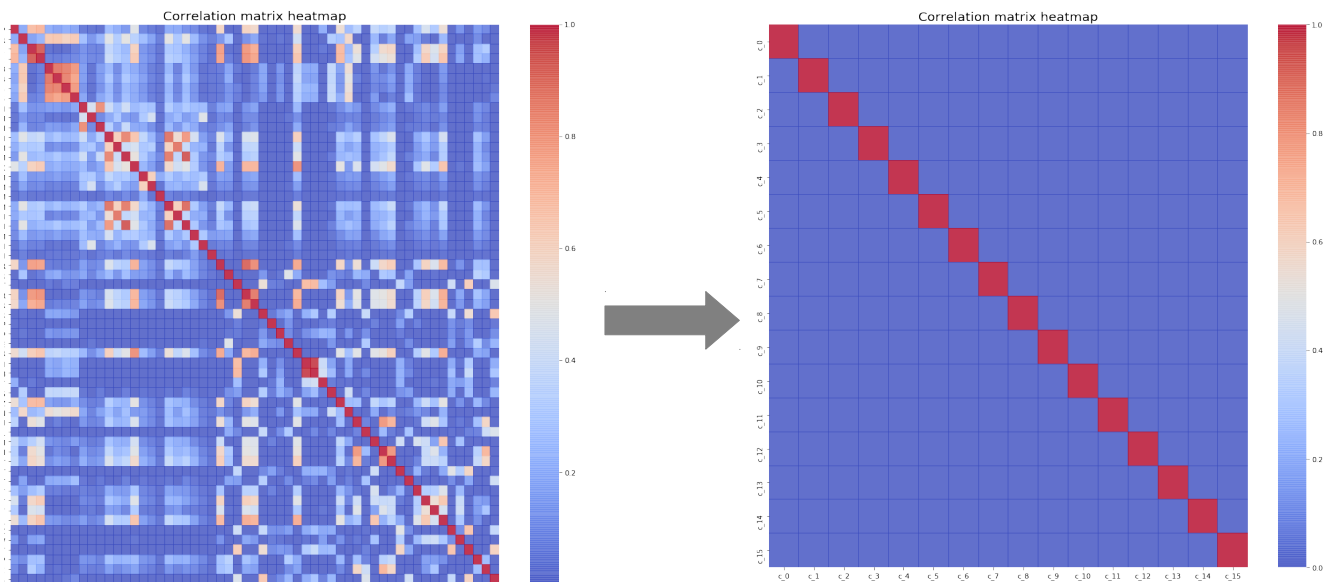 Correlation matrix heatmap
1.0
0.8
0.6
0.4
0.2
Correlation matrix heatmap
c_0
c_1
c_2
c_3
c_4
c_5
c_6
c_7
c_8
c_9
c_10
c_11
c_12
c_13
c_14
c_15
c_0 c_1 c_2 c_3 c_4 c_5 c_6 c_7 c_8 c_9 c_10 c_11 c_12 c_13 c_14 c_15
1.0
0.8
0.6
0.4
0.2
0.0